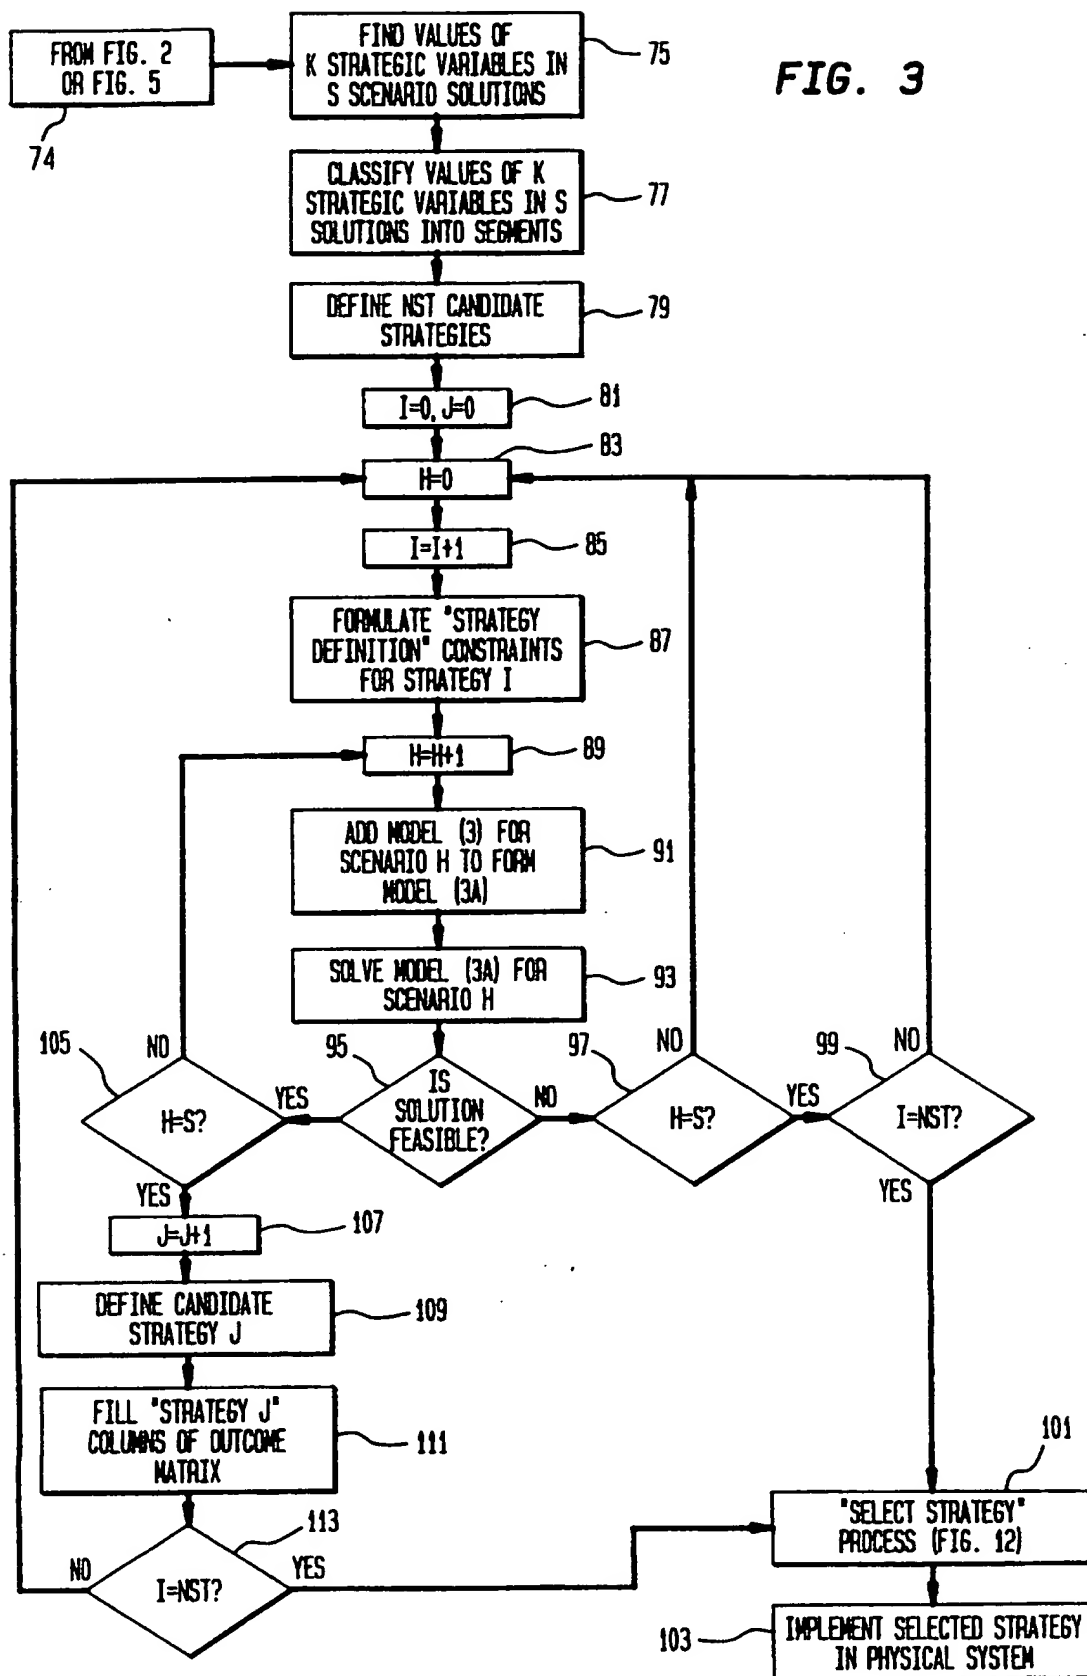 FROM FIG. 2
OR FIG. 5
74
FIND VALUES OF
K STRATEGIC VARIABLES IN
S SCENARIO SOLUTIONS
75
FIG. 3
CLASSIFY VALUES OF K
STRATEGIC VARIABLES IN S
SOLUTIONS INTO SEGMENTS
77
DEFINE NST CANDIDATE
STRATEGIES
79
I=0, J=0
81
H=0
83
I=I+1
85
FORMULATE "STRATEGY
DEFINITION" CONSTRAINTS
FOR STRATEGY I
87
H=H+1
89
ADD MODEL (3) FOR
SCENARIO H TO FORM
MODEL (3A)
91
SOLVE MODEL (3A) FOR
SCENARIO H
93
105
NO
H=S?
YES
YES
95
IS
SOLUTION
FEASIBLE?
NO
97
NO
H=S?
YES
99
NO
I=NST?
YES
J=J+1
107
DEFINE CANDIDATE
STRATEGY J
109
FILL "STRATEGY J"
COLUMNS OF OUTCOME
MATRIX
111
113
NO
I=NST?
YES
101
"SELECT STRATEGY"
PROCESS (FIG. 12)
103
IMPLEMENT SELECTED STRATEGY
IN PHYSICAL SYSTEM